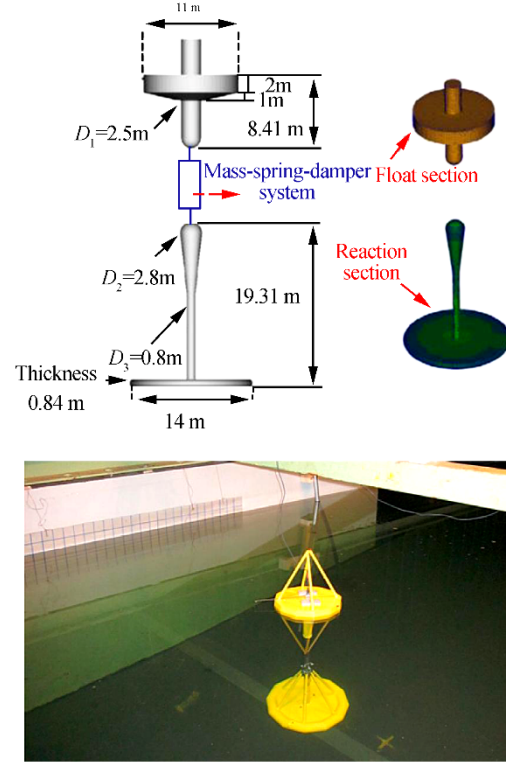 11 m
2m
1m
D1=2.5m
8.41 m
Mass-spring-damper
system
Float section
Reaction
section
D2=2.8m
19.31 m
D3=0.8m
Thickness
0.84 m
14 m